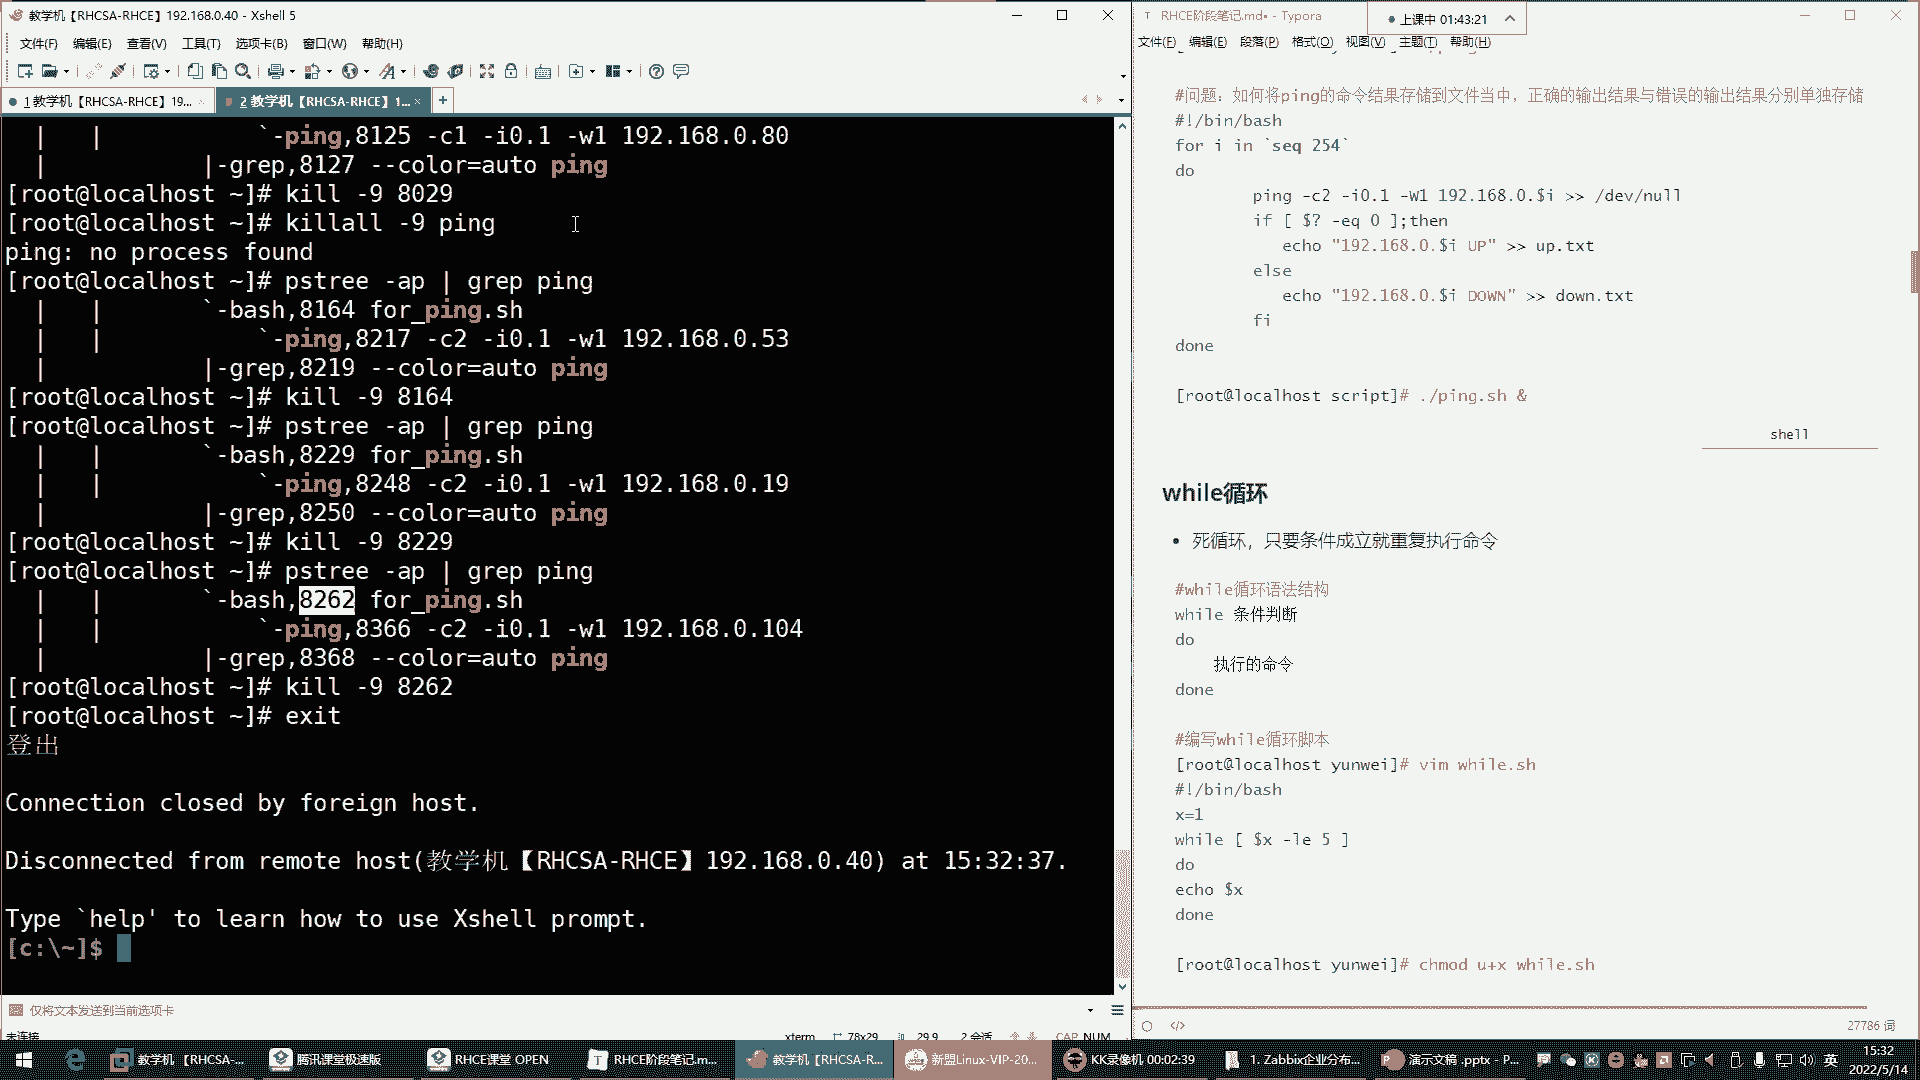 教学机【RHCSA-RHCE】192.168.0.40 - Xshell 5
文件(F) 编辑(E) 查看(V) 工具(T) 选项卡(B) 窗口(W) 帮助(H)
1 教学机【RHCSA-RHCE】19... 2 教学机【RHCSA-RHCE】1...
| | `-ping,8125 -c1 -i0.1 -w1 192.168.0.80
| |-grep,8127 --color=auto ping
[root@localhost ~]# kill -9 8029
[root@localhost ~]# killall -9 ping
ping: no process found
[root@localhost ~]# pstree -ap | grep ping
| | `-bash,8164 for_ping.sh
| | `-ping,8217 -c2 -i0.1 -w1 192.168.0.53
| |-grep,8219 --color=auto ping
[root@localhost ~]# kill -9 8164
[root@localhost ~]# pstree -ap | grep ping
| | `-bash,8229 for_ping.sh
| | `-ping,8248 -c2 -i0.1 -w1 192.168.0.19
| |-grep,8250 --color=auto ping
[root@localhost ~]# kill -9 8229
[root@localhost ~]# pstree -ap | grep ping
| | `-bash,8262 for_ping.sh
| | `-ping,8366 -c2 -i0.1 -w1 192.168.0.104
| |-grep,8368 --color=auto ping
[root@localhost ~]# kill -9 8262
[root@localhost ~]# exit
登出
Connection closed by foreign host.
Disconnected from remote host(教学机【RHCSA-RHCE】192.168.0.40) at 15:32:37.
Type `help' to learn how to use Xshell prompt.
[c:\~]$
仅将文本发送到当前选项卡
未连接 xterm 78x29 29,9 2 会话 CAP NUM
RHCE阶段笔记.md• - Typora
上课中 01:43:21
文件(F) 编辑(E) 段落(P) 格式(O) 视图(V) 主题(T) 帮助(H)
#问题：如何将ping的命令结果存储到文件当中，正确的输出结果与错误的输出结果分别单独存储
#!/bin/bash
for i in `seq 254`
do
ping -c2 -i0.1 -W1 192.168.0.$i >> /dev/null
if [ $? -eq 0 ];then
echo "192.168.0.$i UP" >> up.txt
else
echo "192.168.0.$i DOWN" >> down.txt
fi
done
[root@localhost script]# ./ping.sh &
shell
while循环
• 死循环，只要条件成立就重复执行命令
#while循环语法结构
while 条件判断
do
执行的命令
done
#编写while循环脚本
[root@localhost yunwei]# vim while.sh
#!/bin/bash
x=1
while [ $x -le 5 ]
do
echo $x
done
[root@localhost yunwei]# chmod u+x while.sh
27786 词
教学机【RHCSA-... 腾讯课堂极速版 RHCE课堂 OPEN RHCE阶段笔记.m... 教学机【RHCSA-R... 新盟Linux-VIP-20... KK录像机 00:02:39 1. Zabbix企业分布... 演示文稿 .pptx - P... 英
15:32
2022/5/14